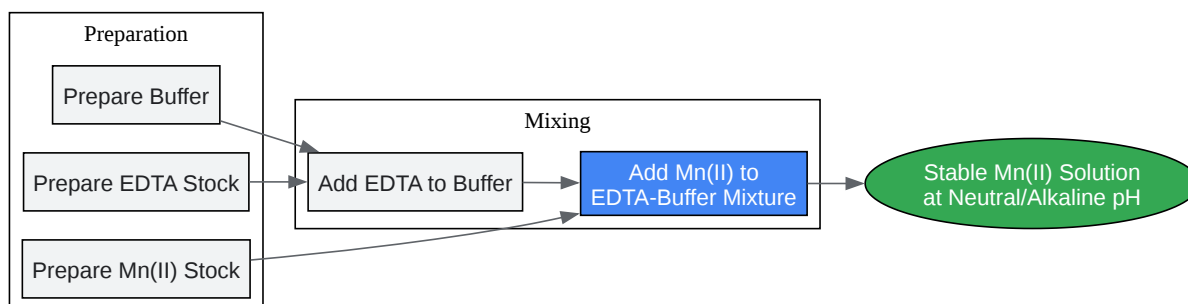 Preparation
Prepare Buffer
Prepare EDTA Stock
Prepare Mn(II) Stock
Mixing
Add EDTA to Buffer
Add Mn(II) to
EDTA-Buffer Mixture
Stable Mn(II) Solution
at Neutral/Alkaline pH